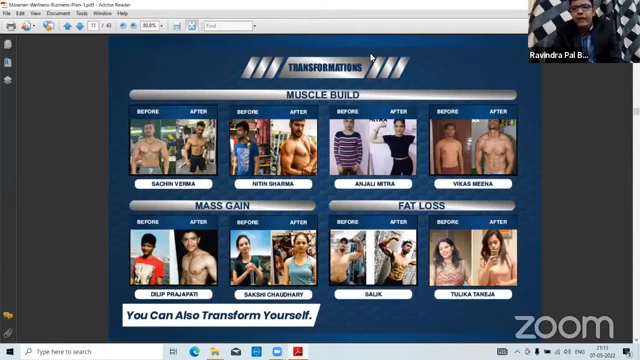 Mawener-Wellness-Business-Plan-1.pdf - Adobe Reader
File Edit View Document Tools Window Help
11 / 43
80.8%
Find
Ravindra Pal B...
TRANSFORMATIONS
MUSCLE BUILD
BEFORE AFTER BEFORE AFTER BEFORE AFTER BEFORE AFTER
MITRA
SACHIN VERMA NITIN SHARMA ANJALI MITRA VIKAS MEENA
MASS GAIN FAT LOSS
BEFORE AFTER BEFORE AFTER BEFORE AFTER BEFORE AFTER
DILIP PRAJAPATI SAKSHI CHAUDHARY SALIK TULIKA TANEJA
You Can Also Transform Yourself.
zoom
Type here to search
ENG
21:13
07-05-2022